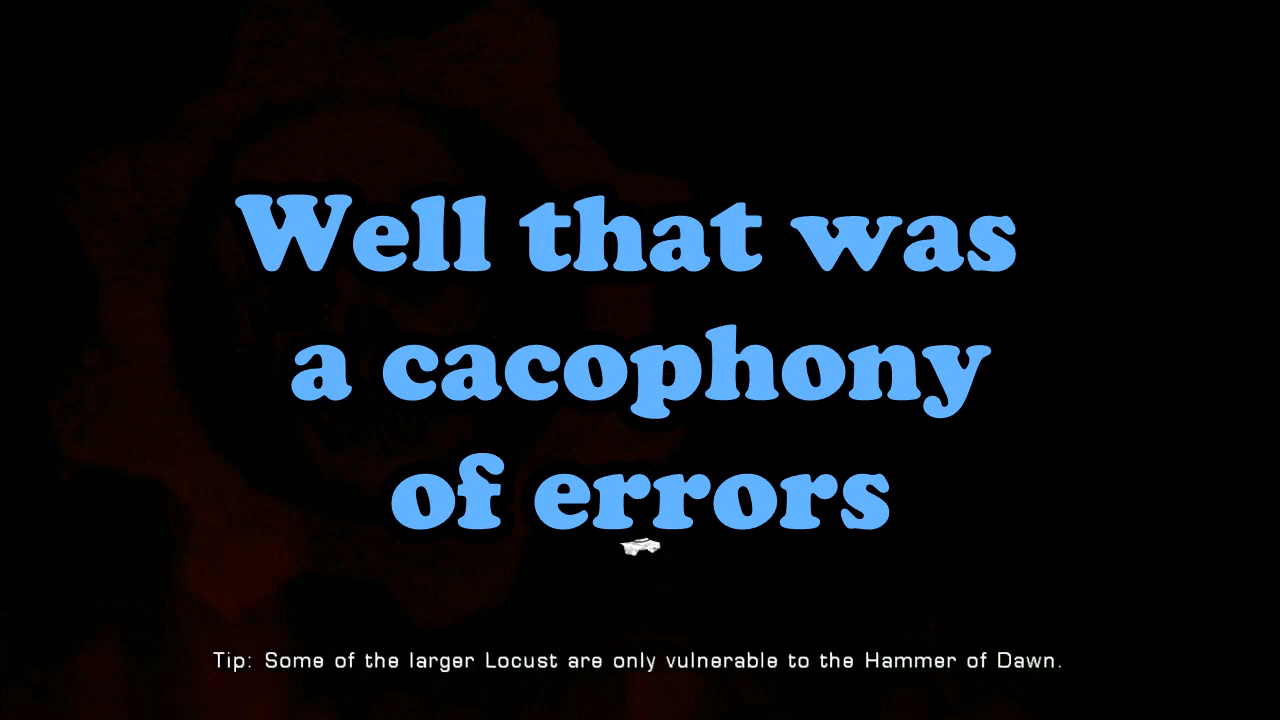 Well that was
a cacophony
of errors
Tip: Some of the larger Locust are only vulnerable to the Hammer of Dawn.